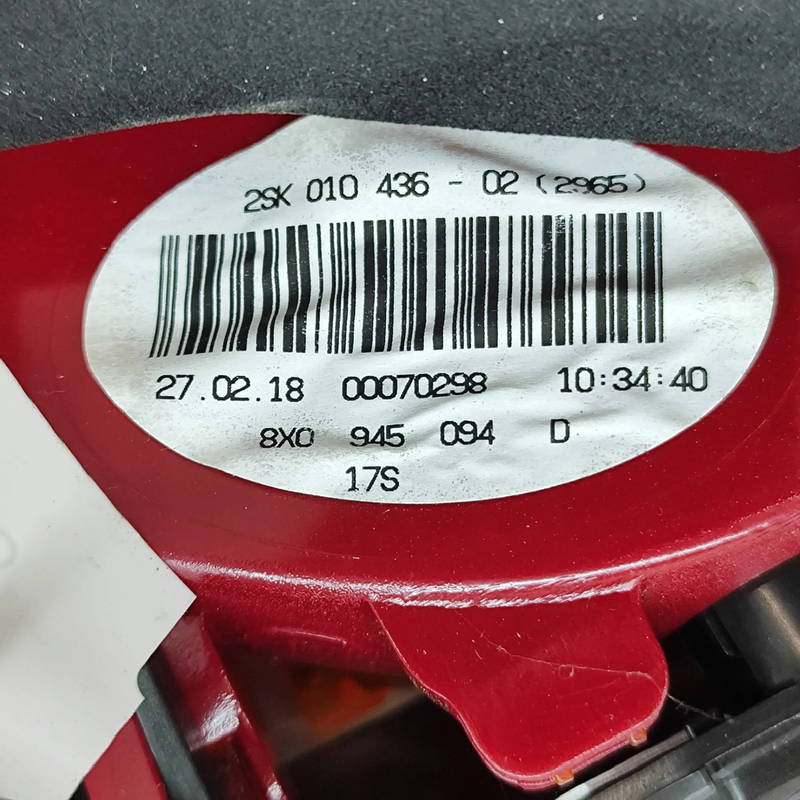 2SK 010 436 - 02 (2965)
27.02.18 00070298 10:34:40
8X0 945 094 D
17S